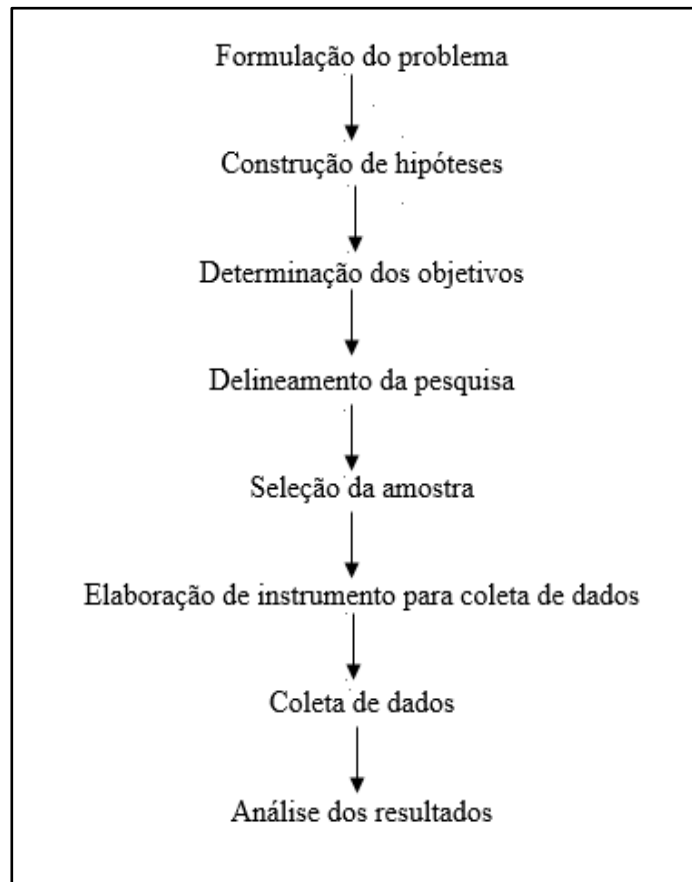 Formulação do problema
Construção de hipóteses
Determinação dos objetivos
Delineamento da pesquisa
Seleção da amostra
Elaboração de instrumento para coleta de dados
Coleta de dados
Análise dos resultados